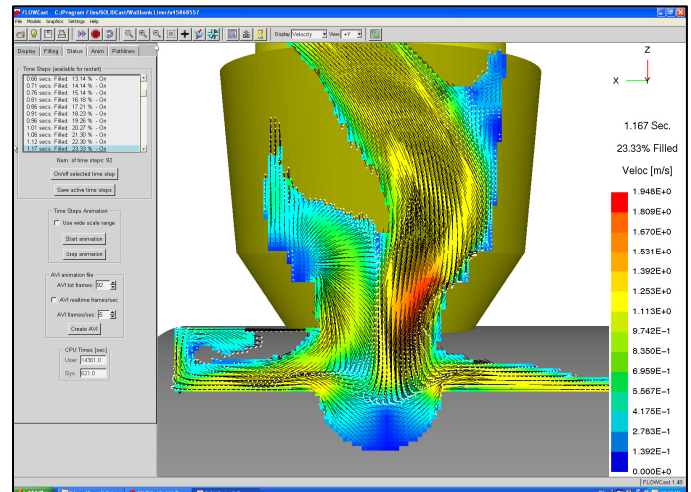 FLOWCast C:/Program Files/SOLIDCast/Wallbank Liner/e45868557
File Models Graphics Settings Help
Display Velocity View +Y
Display Filling Status Anim Pathlines
Time Steps (available for restart)
0.66 secs. Filled: 13.14 % - On
0.71 secs. Filled: 14.14 % - On
0.76 secs. Filled: 15.14 % - On
0.81 secs. Filled: 16.18 % - On
0.86 secs. Filled: 17.21 % - On
0.91 secs. Filled: 18.23 % - On
0.96 secs. Filled: 19.26 % - On
1.01 secs. Filled: 20.27 % - On
1.06 secs. Filled: 21.30 % - On
1.12 secs. Filled: 22.30 % - On
1.17 secs. Filled: 23.33 % - On
Num. of time steps: 92
On/off selected time step
Save active time steps
Time Steps Animation
Use wide scale range
Start animation
Stop animation
AVI animation file
AVI tot frames: 92
AVI realtime frames/sec
AVI frames/sec: 5
Create AVI
CPU Times [sec]
User 14361.0
Sys 621.0
Z
X Y
1.167 Sec.
23.33% Filled
Veloc [m/s]
1.948E+0
1.809E+0
1.670E+0
1.531E+0
1.392E+0
1.253E+0
1.113E+0
9.742E−1
8.350E−1
6.959E−1
5.567E−1
4.175E−1
2.783E−1
1.392E−1
0.000E+0
FLOWCast 1.40